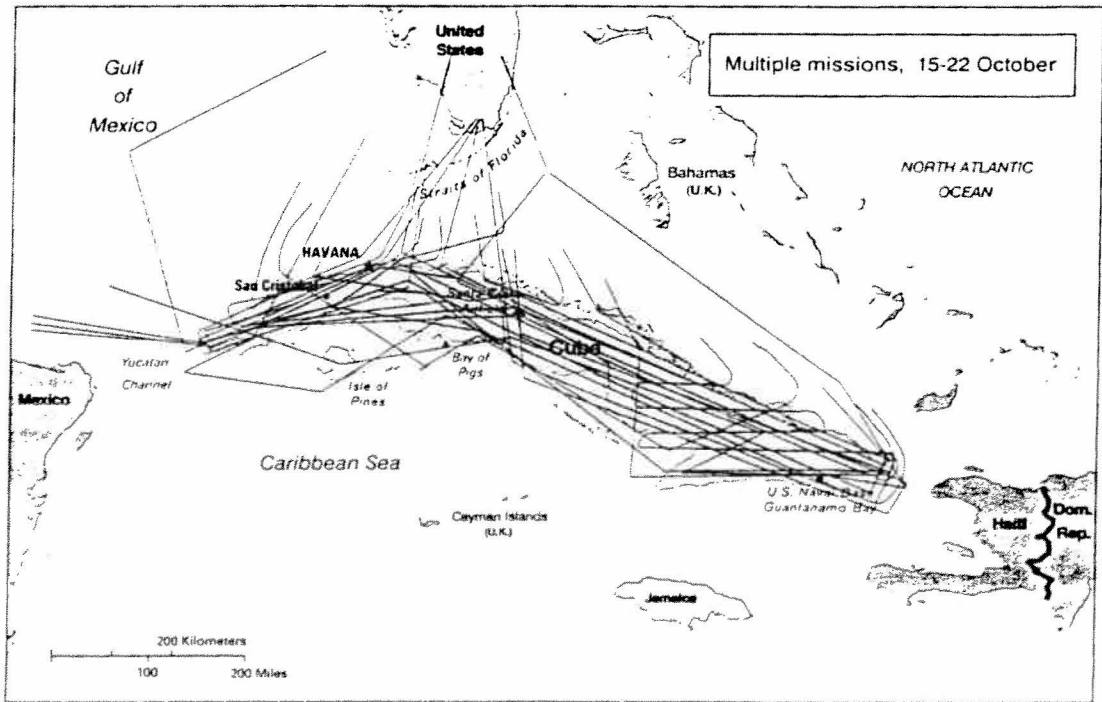 United
States
Gulf
of
Mexico
Multiple missions, 15-22 October
Straits of Florida
Bahamas
(U.K.)
NORTH ATLANTIC
OCEAN
HAVANA
San Cristobal
Santa Clara
Cuba
Yucatan
Channel
Bay of
Pigs
Mexico
Isle of
Pines
Caribbean Sea
U.S. Naval Base
Guantanamo Bay
Cayman Islands
(U.K.)
Haiti
Dom.
Rep.
Jamaica
200 Kilometers
100
200 Miles